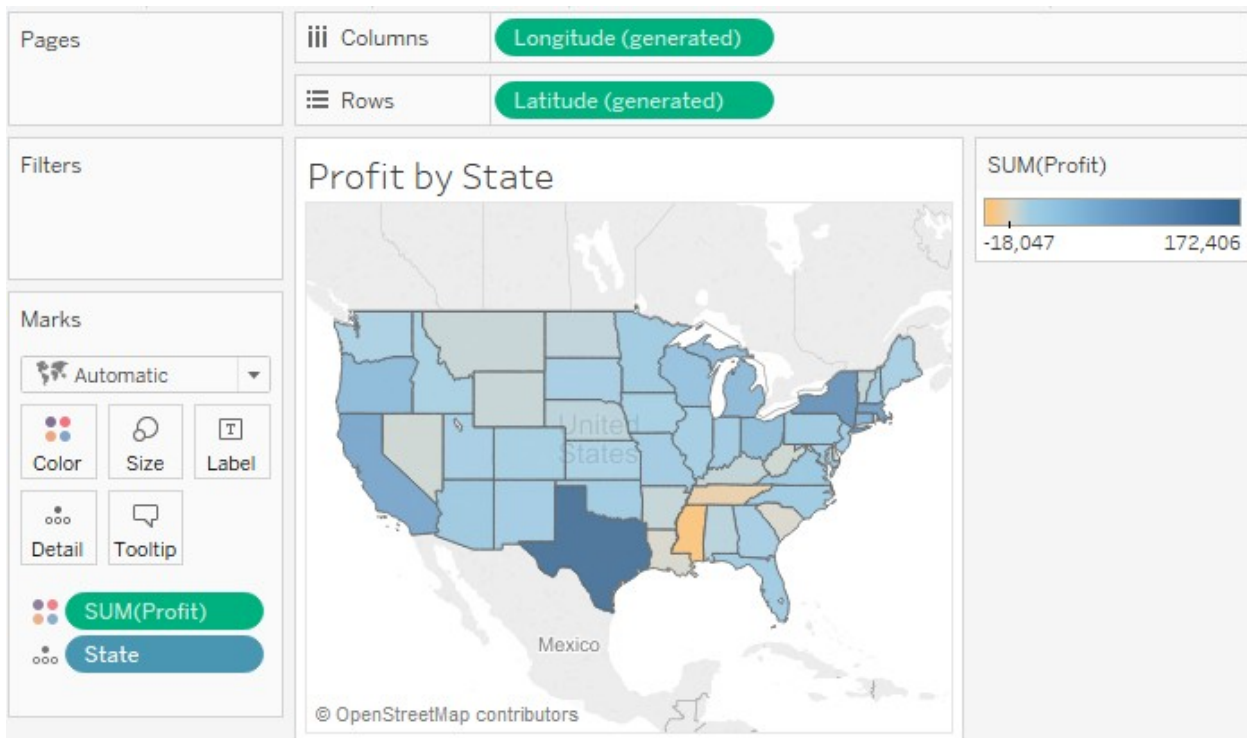 Pages
Columns
Longitude (generated)
Rows
Latitude (generated)
Filters
Marks
Automatic
Color
Size
T
Label
Detail
Tooltip
SUM(Profit)
State
Profit by State
United
States
Mexico
© OpenStreetMap contributors
SUM(Profit)
-18,047
172,406